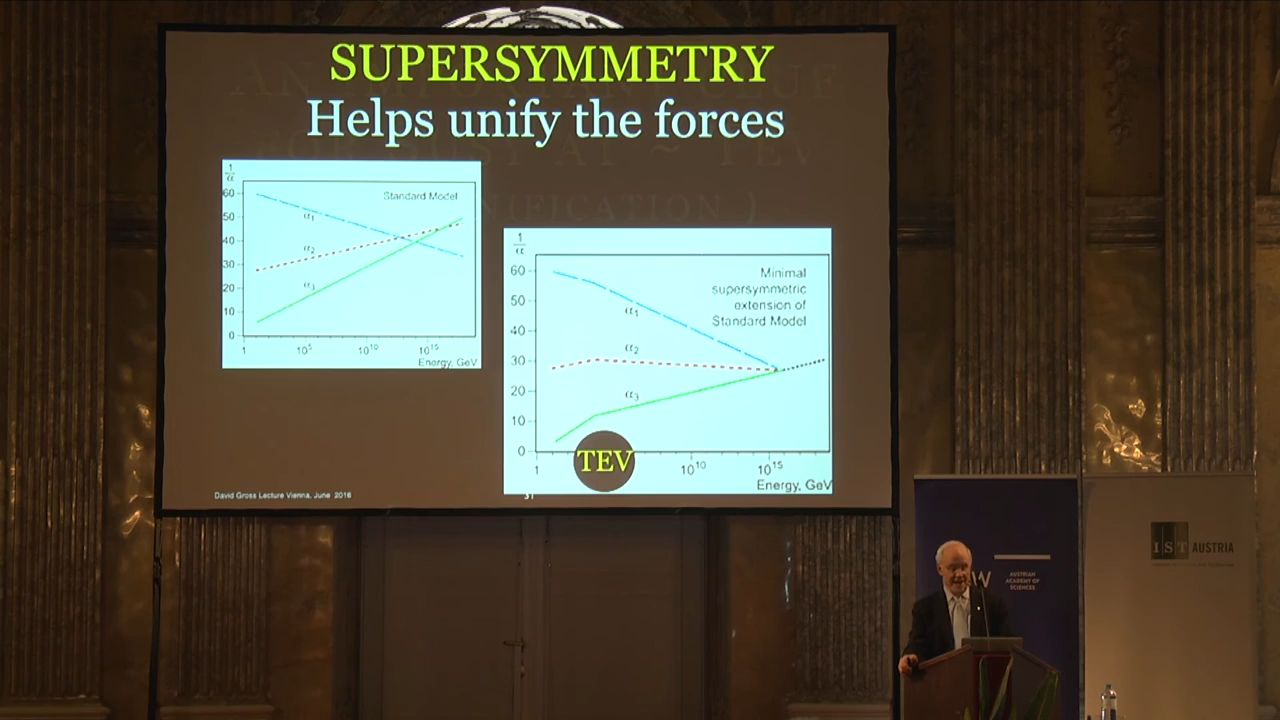 SUPERSYMMETRY
Helps unify the forces
1
α
60
50
40
30
20
10
0
Standard Model
α1
α2
α3
1
10^5
10^10
10^15
Energy, GeV
1
α
60
50
40
30
20
10
0
Minimal
supersymmetric
extension of
Standard Model
α1
α2
α3
1
TEV
10^10
10^15
Energy, GeV
David Gross Lecture Vienna, June 2016
31
W
AUSTRIAN
ACADEMY OF
SCIENCES
IST AUSTRIA